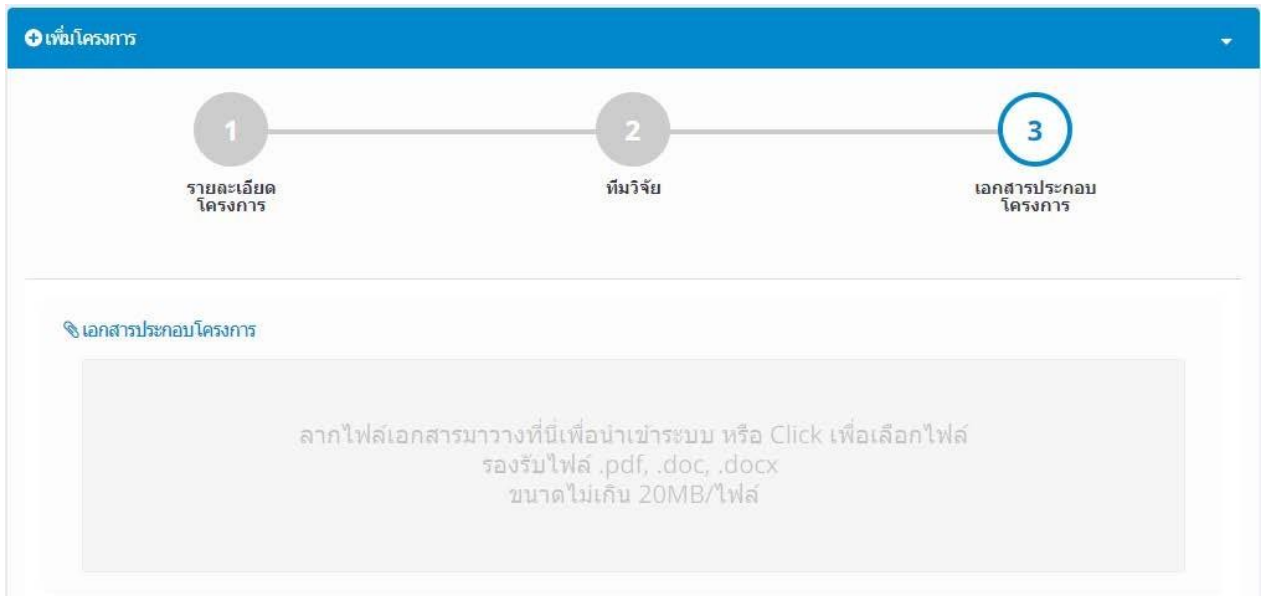 เพิ่มโครงการ
1
2
3
รายละเอียด
โครงการ
ทีมวิจัย
เอกสารประกอบ
โครงการ
เอกสารประกอบโครงการ
ลากไฟล์เอกสารมาวางที่นี่เพื่อนำเข้าระบบ หรือ Click เพื่อเลือกไฟล์
รองรับไฟล์ .pdf, .doc, .docx
ขนาดไม่เกิน 20MB/ไฟล์